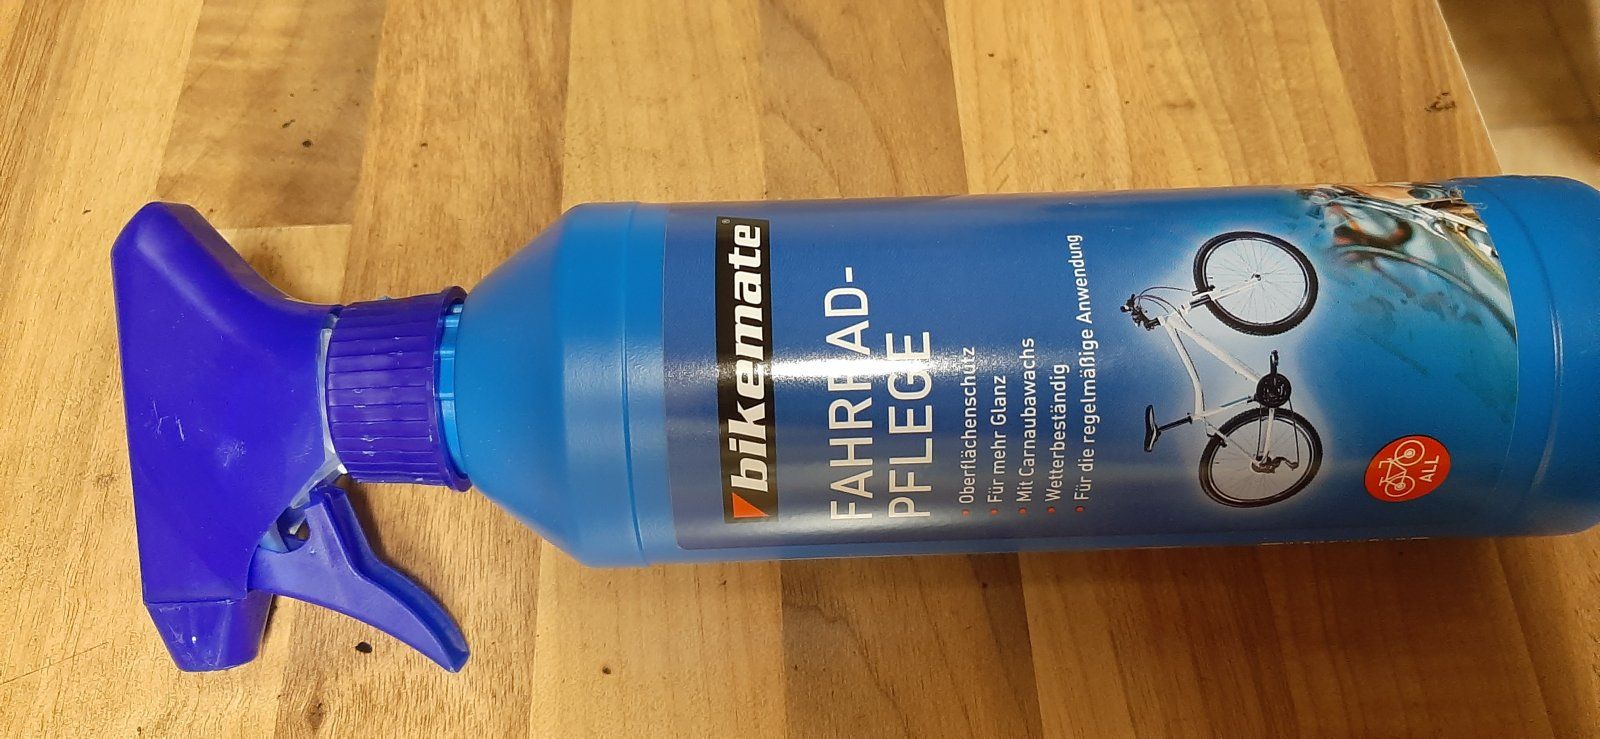 bikemate®
FAHRRAD-
PFLEGE
• Oberflächenschutz
• Für mehr Glanz
• Mit Carnaubawachs
• Wetterbeständig
• Für die regelmäßige Anwendung
ALL